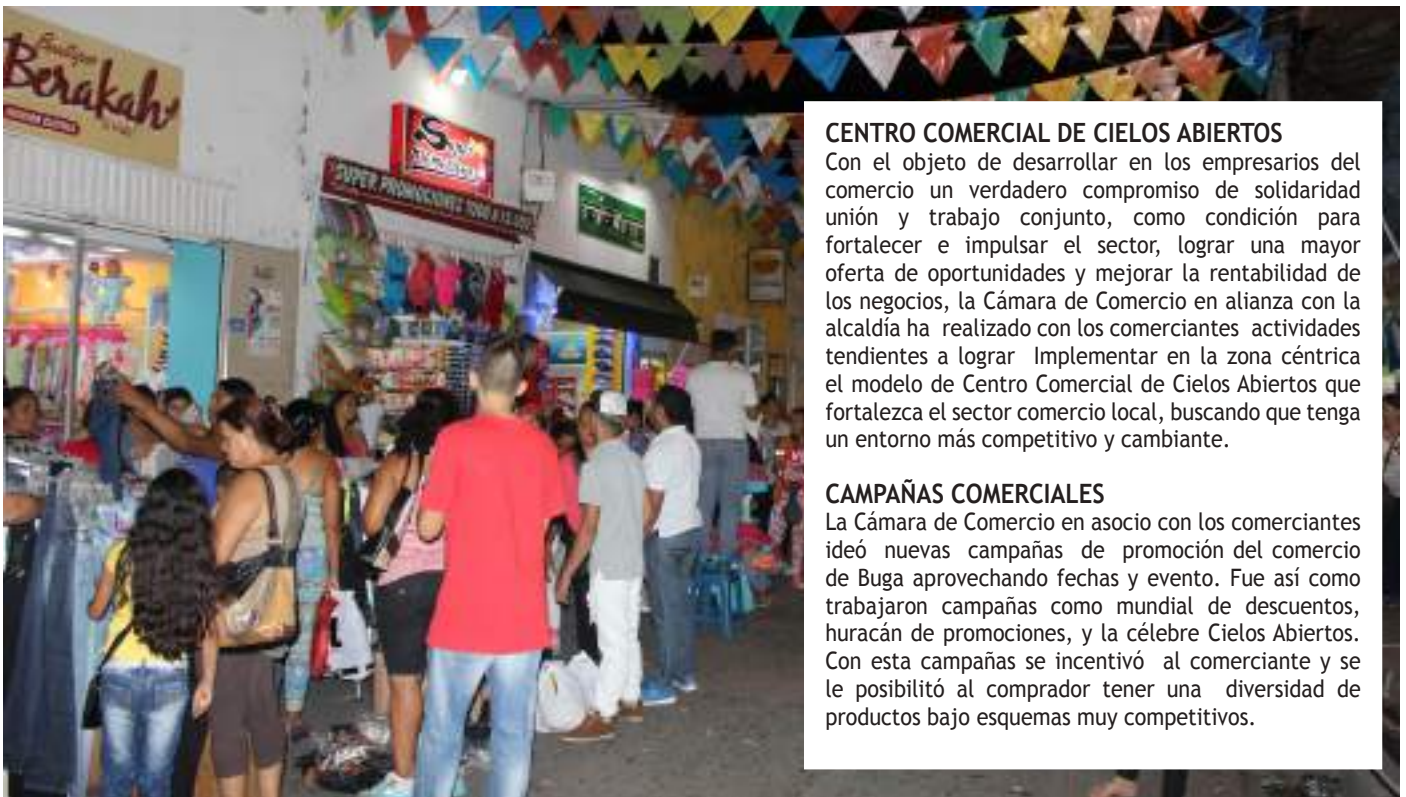 Boutique
Berakah
SUPER PROMOCIONES TODO A
CENTRO COMERCIAL DE CIELOS ABIERTOS
Con el objeto de desarrollar en los empresarios del
comercio un verdadero compromiso de solidaridad
unión y trabajo conjunto, como condición para
fortalecer e impulsar el sector, lograr una mayor
oferta de oportunidades y mejorar la rentabilidad de
los negocios, la Cámara de Comercio en alianza con la
alcaldía ha realizado con los comerciantes actividades
tendientes a lograr Implementar en la zona céntrica
el modelo de Centro Comercial de Cielos Abiertos que
fortalezca el sector comercio local, buscando que tenga
un entorno más competitivo y cambiante.
CAMPAÑAS COMERCIALES
La Cámara de Comercio en asocio con los comerciantes
ideó nuevas campañas de promoción del comercio
de Buga aprovechando fechas y evento. Fue así como
trabajaron campañas como mundial de descuentos,
huracán de promociones, y la célebre Cielos Abiertos.
Con esta campañas se incentivó al comerciante y se
le posibilitó al comprador tener una diversidad de
productos bajo esquemas muy competitivos.